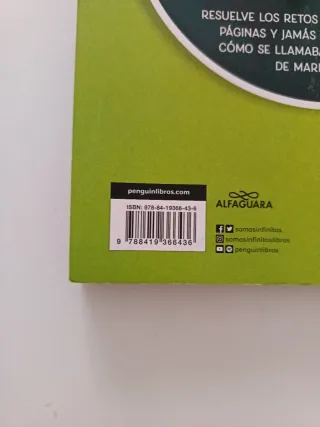 RESUELVE LOS RETOS
PÁGINAS Y JAMÁS
CÓMO SE LLAMABA
DE MARI
penguinlibros.com
ISBN: 978-84-19366-43-6
9 788419 366436
ALFAGUARA
somosinfinitos
somosinfinitoslibros
penguinlibros